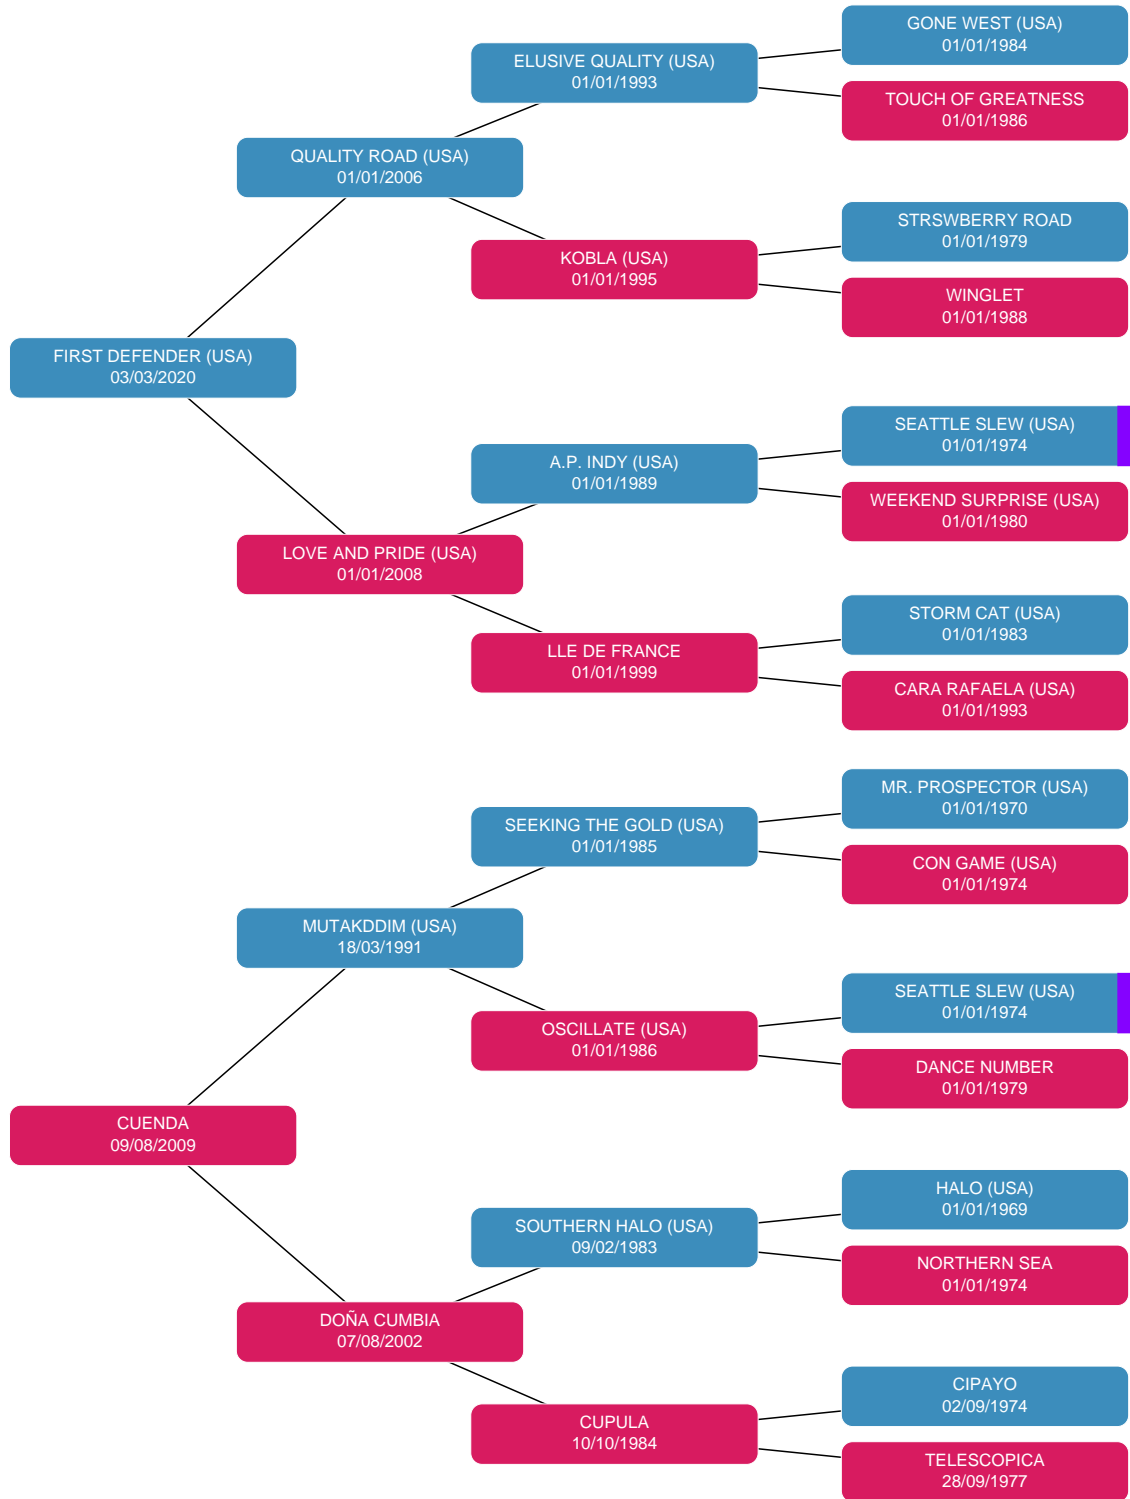 GONE WEST (USA)
01/01/1984
ELUSIVE QUALITY (USA)
01/01/1993
TOUCH OF GREATNESS
01/01/1986
QUALITY ROAD (USA)
01/01/2006
STRSWBERRY ROAD
01/01/1979
KOBLA (USA)
01/01/1995
WINGLET
01/01/1988
FIRST DEFENDER (USA)
03/03/2020
SEATTLE SLEW (USA)
01/01/1974
A.P. INDY (USA)
01/01/1989
WEEKEND SURPRISE (USA)
01/01/1980
LOVE AND PRIDE (USA)
01/01/2008
STORM CAT (USA)
01/01/1983
LLE DE FRANCE
01/01/1999
CARA RAFAELA (USA)
01/01/1993
MR. PROSPECTOR (USA)
01/01/1970
SEEKING THE GOLD (USA)
01/01/1985
CON GAME (USA)
01/01/1974
MUTAKDDIM (USA)
18/03/1991
SEATTLE SLEW (USA)
01/01/1974
OSCILLATE (USA)
01/01/1986
DANCE NUMBER
01/01/1979
CUENDA
09/08/2009
HALO (USA)
01/01/1969
SOUTHERN HALO (USA)
09/02/1983
NORTHERN SEA
01/01/1974
DOÑA CUMBIA
07/08/2002
CIPAYO
02/09/1974
CUPULA
10/10/1984
TELESCOPICA
28/09/1977